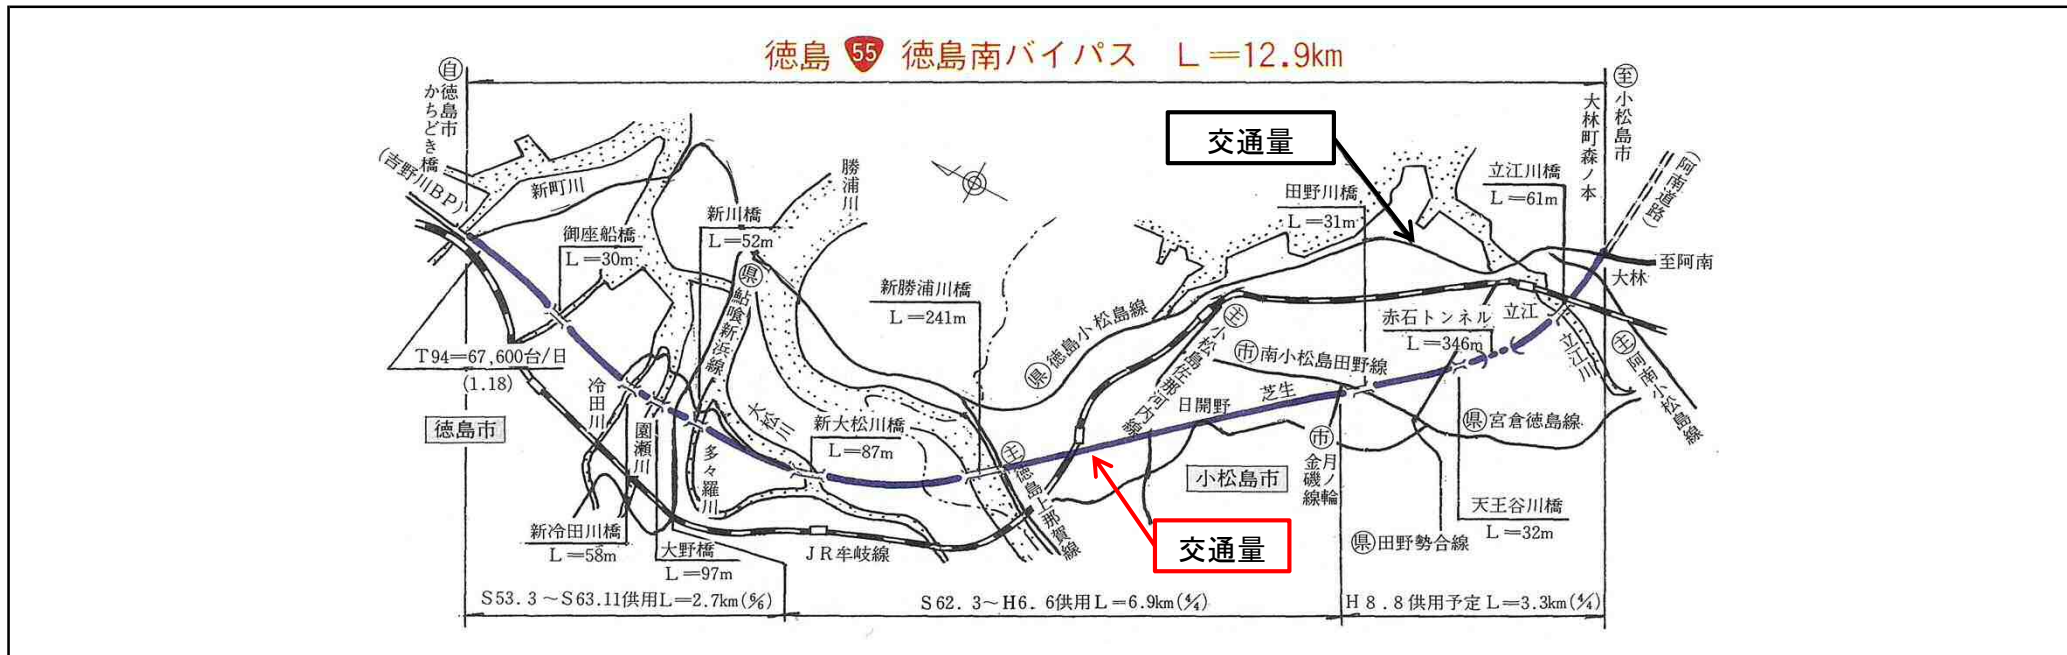 徳島 55 徳島南バイパス L=12.9km
自 徳島市かちどき橋
(吉野川BP)
新町川
御座船橋
L=30m
新川橋
L=52m
勝浦川
交通量
田野川橋
L=31m
立江川橋
L=61m
至 小松島市
大林町森ノ本
(阿南道路)
至阿南
大林
T94=67,600台/日
(1.18)
徳島市
冷田川
園瀬川
県 鮎喰新浜線
多々羅川
大松川
新大松川橋
L=87m
新勝浦川橋
L=241m
県 徳島小松島線
主 小松島佐那河内線
市 南小松島田野線
赤石トンネル
L=346m
立江
立江川
主 阿南小松島線
日開野
芝生
県 宮倉徳島線
小松島市
市 月ノ輪金磯線
主 徳島上那賀線
交通量
県 田野勢合線
天王谷川橋
L=32m
新冷田川橋
L=58m
大野橋
L=97m
JR牟岐線
S53.3~S63.11供用L=2.7km(6/6)
S62.3~H6.6供用L=6.9km(4/4)
H8.8供用予定L=3.3km(4/4)